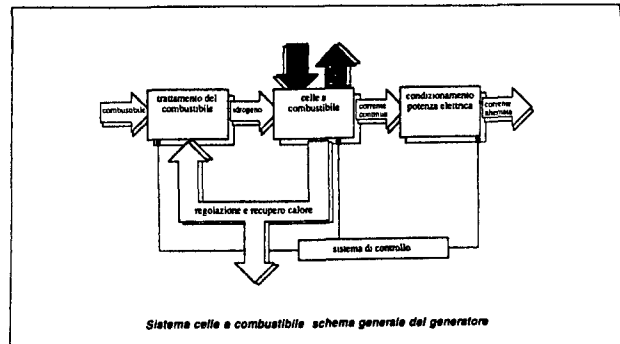 combustibile
trattamento del
combustibile
idrogeno
celle a
combustibile
corrente
continua
condizionamento
potenza elettrica
corrente
alternata
regolazione e recupero calore
sistema di controllo
Sistema celle a combustibile schema generale del generatore